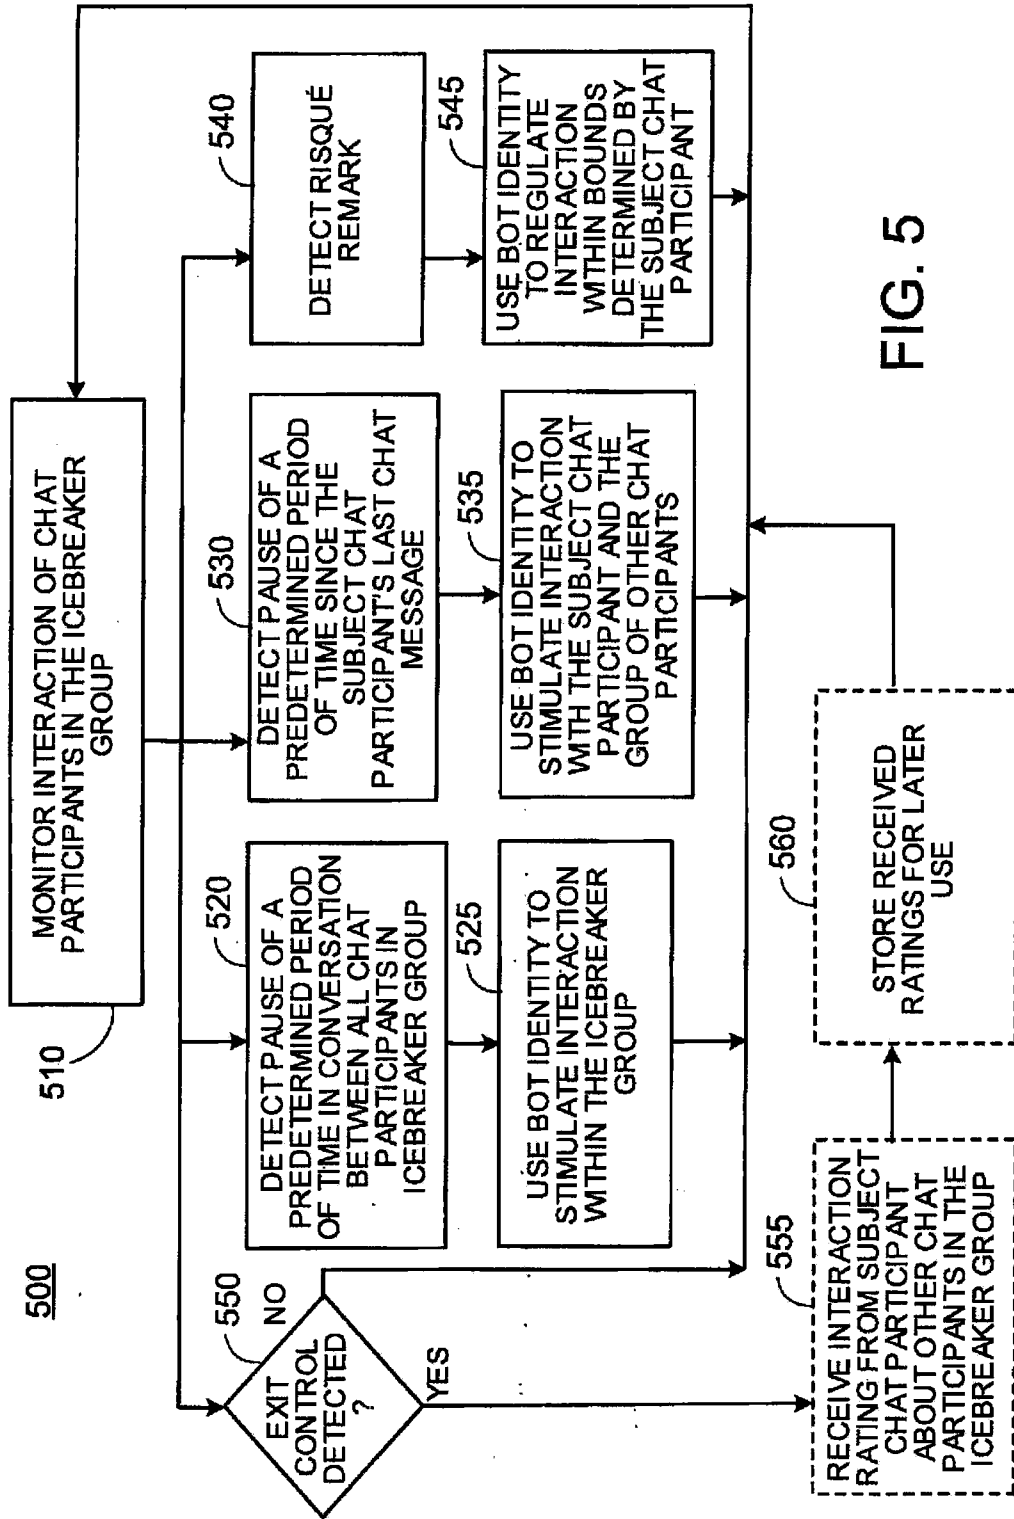 500
510
MONITOR INTERACTION OF CHAT
PARTICIPANTS IN THE ICEBREAKER
GROUP
550
EXIT
CONTROL
DETECTED
?
NO
YES
520
DETECT PAUSE OF A
PREDETERMINED PERIOD
OF TIME IN CONVERSATION
BETWEEN ALL CHAT
PARTICIPANTS IN
ICEBREAKER GROUP
530
DETECT PAUSE OF A
PREDETERMINED PERIOD
OF TIME SINCE THE
SUBJECT CHAT
PARTICIPANT'S LAST CHAT
MESSAGE
540
DETECT RISQUÉ
REMARK
525
USE BOT IDENTITY TO
STIMULATE INTERACTION
WITHIN THE ICEBREAKER
GROUP
535
USE BOT IDENTITY TO
STIMULATE INTERACTION
WITH THE SUBJECT CHAT
PARTICIPANT AND THE
GROUP OF OTHER CHAT
PARTICIPANTS
545
USE BOT IDENTITY
TO REGULATE
INTERACTION
WITHIN BOUNDS
DETERMINED BY
THE SUBJECT CHAT
PARTICIPANT
555
RECEIVE INTERACTION
RATING FROM SUBJECT
CHAT PARTICIPANT
ABOUT OTHER CHAT
PARTICIPANTS IN THE
ICEBREAKER GROUP
560
STORE RECEIVED
RATINGS FOR LATER
USE
FIG. 5